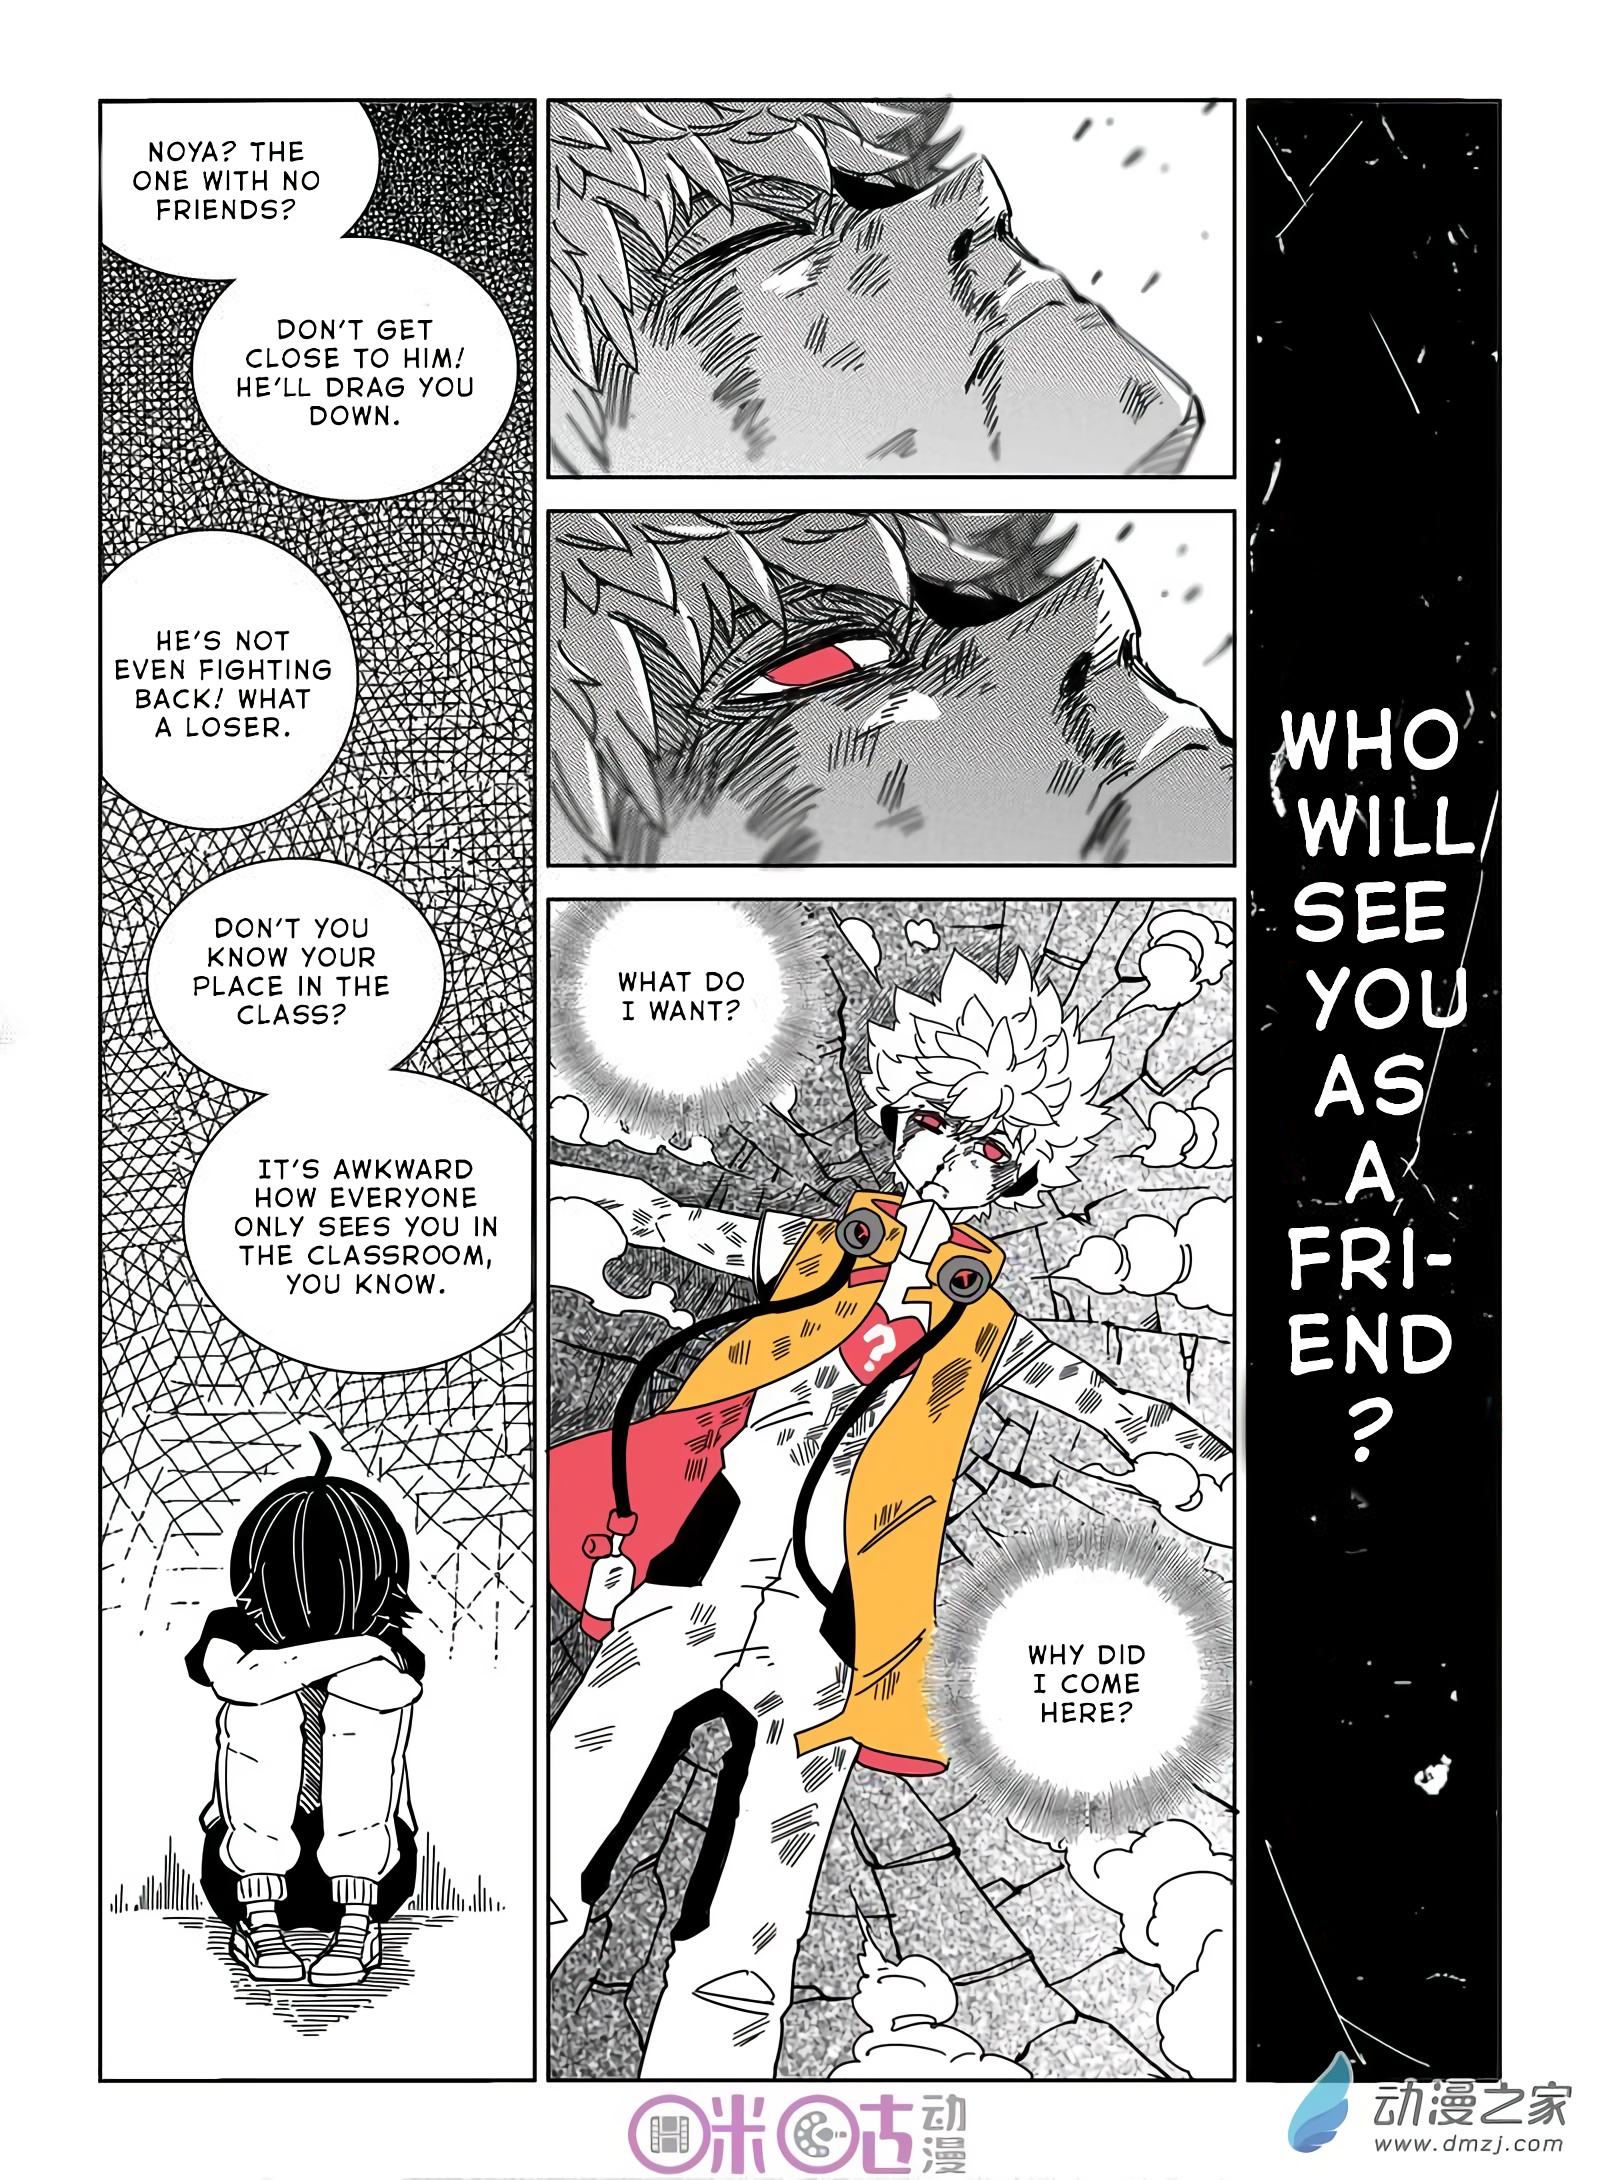 WHO
WILL
SEE
YOU
AS
A
FRI-
END
?
WHAT DO
I WANT?
WHY DID
I COME
HERE?
NOYA? THE
ONE WITH NO
FRIENDS?
DON'T GET
CLOSE TO HIM!
HE'LL DRAG YOU
DOWN.
HE'S NOT
EVEN FIGHTING
BACK! WHAT
A LOSER.
DON'T YOU
KNOW YOUR
PLACE IN THE
CLASS?
IT'S AWKWARD
HOW EVERYONE
ONLY SEES YOU IN
THE CLASSROOM,
YOU KNOW.
?
T
T
咪咕动漫
动漫之家
www.dmzj.com